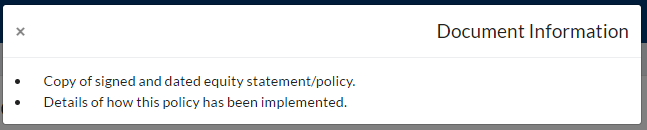 × Document Information
• Copy of signed and dated equity statement/policy.
• Details of how this policy has been implemented.